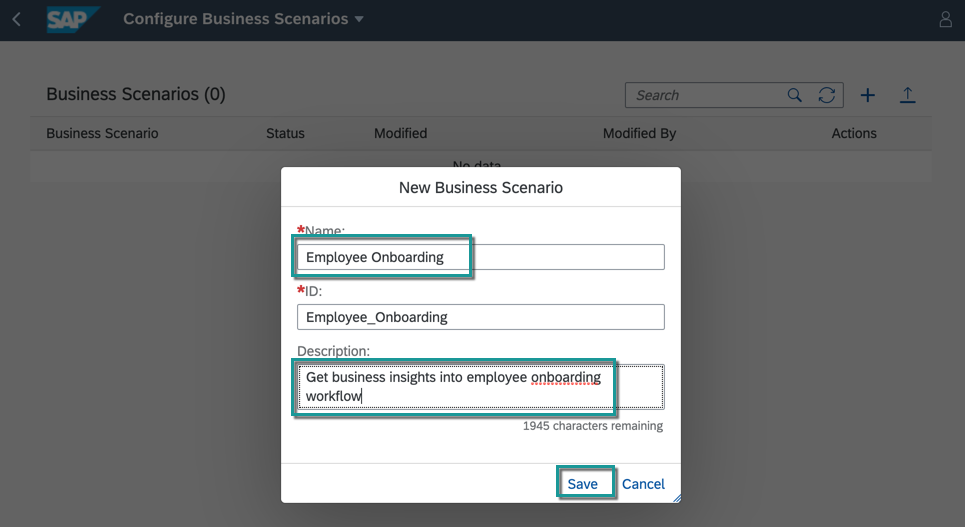 SAP Configure Business Scenarios
Business Scenarios (0)
Search
Business Scenario Status Modified Modified By Actions
No data
New Business Scenario
*Name:
Employee Onboarding
*ID:
Employee_Onboarding
Description:
Get business insights into employee onboarding
workflow
1945 characters remaining
Save Cancel